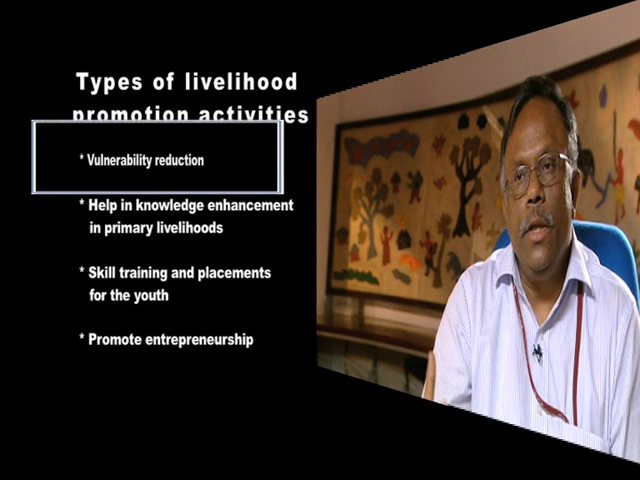 Types of livelihood
promotion activities
* Vulnerability reduction
* Help in knowledge enhancement
in primary livelihoods
* Skill training and placements
for the youth
* Promote entrepreneurship